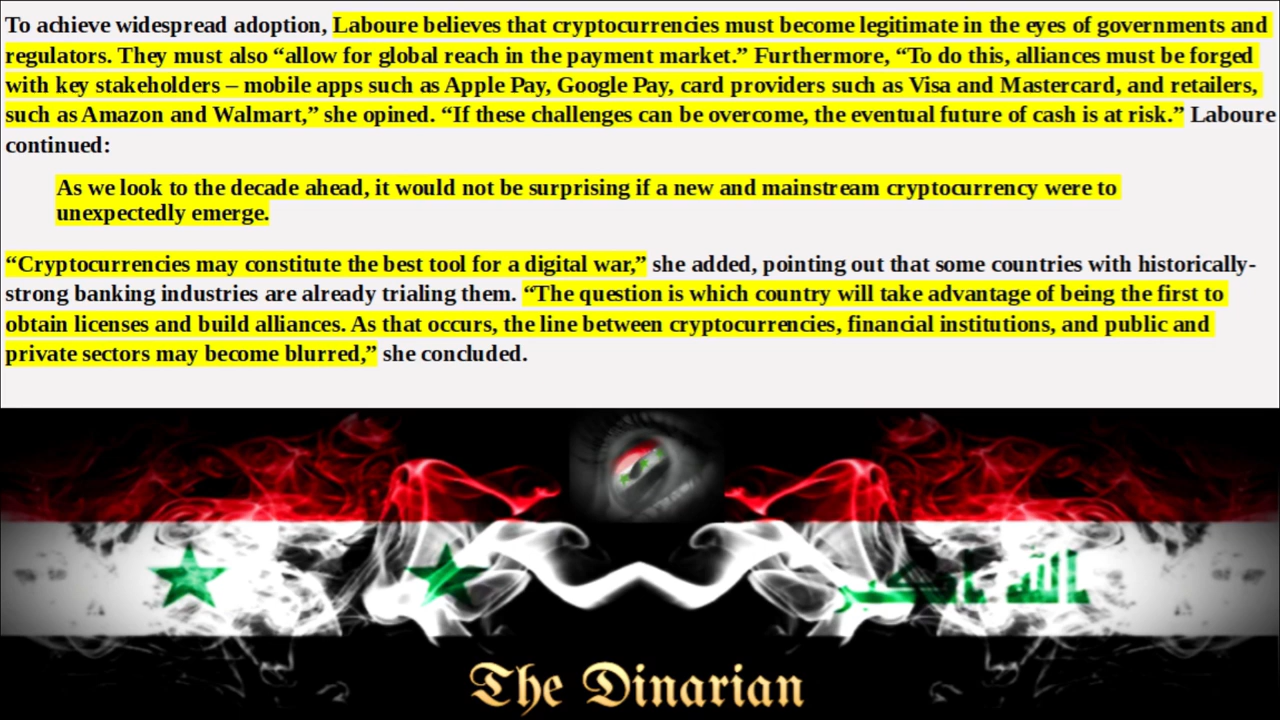 To achieve widespread adoption, Laboure believes that cryptocurrencies must become legitimate in the eyes of governments and
regulators. They must also “allow for global reach in the payment market.” Furthermore, “To do this, alliances must be forged
with key stakeholders – mobile apps such as Apple Pay, Google Pay, card providers such as Visa and Mastercard, and retailers,
such as Amazon and Walmart,” she opined. “If these challenges can be overcome, the eventual future of cash is at risk.” Laboure
continued:
As we look to the decade ahead, it would not be surprising if a new and mainstream cryptocurrency were to
unexpectedly emerge.
“Cryptocurrencies may constitute the best tool for a digital war,” she added, pointing out that some countries with historically-
strong banking industries are already trialing them. “The question is which country will take advantage of being the first to
obtain licenses and build alliances. As that occurs, the line between cryptocurrencies, financial institutions, and public and
private sectors may become blurred,” she concluded.
الله اكبر
The Dinarian